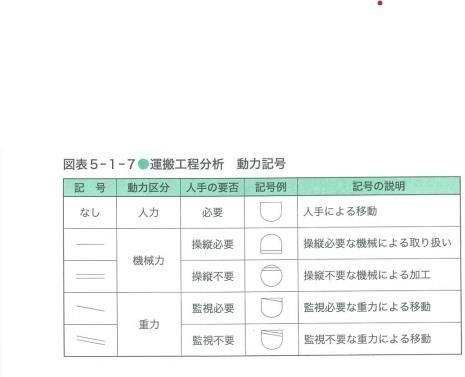 図表5-1-7●運搬工程分析 動力記号
記 号 動力区分 人手の要否 記号例 記号の説明
なし 人力 必要 人手による移動
機械力 操縦必要 操縦必要な機械による取り扱い
操縦不要 操縦不要な機械による加工
重力 監視必要 監視必要な重力による移動
監視不要 監視不要な重力による移動